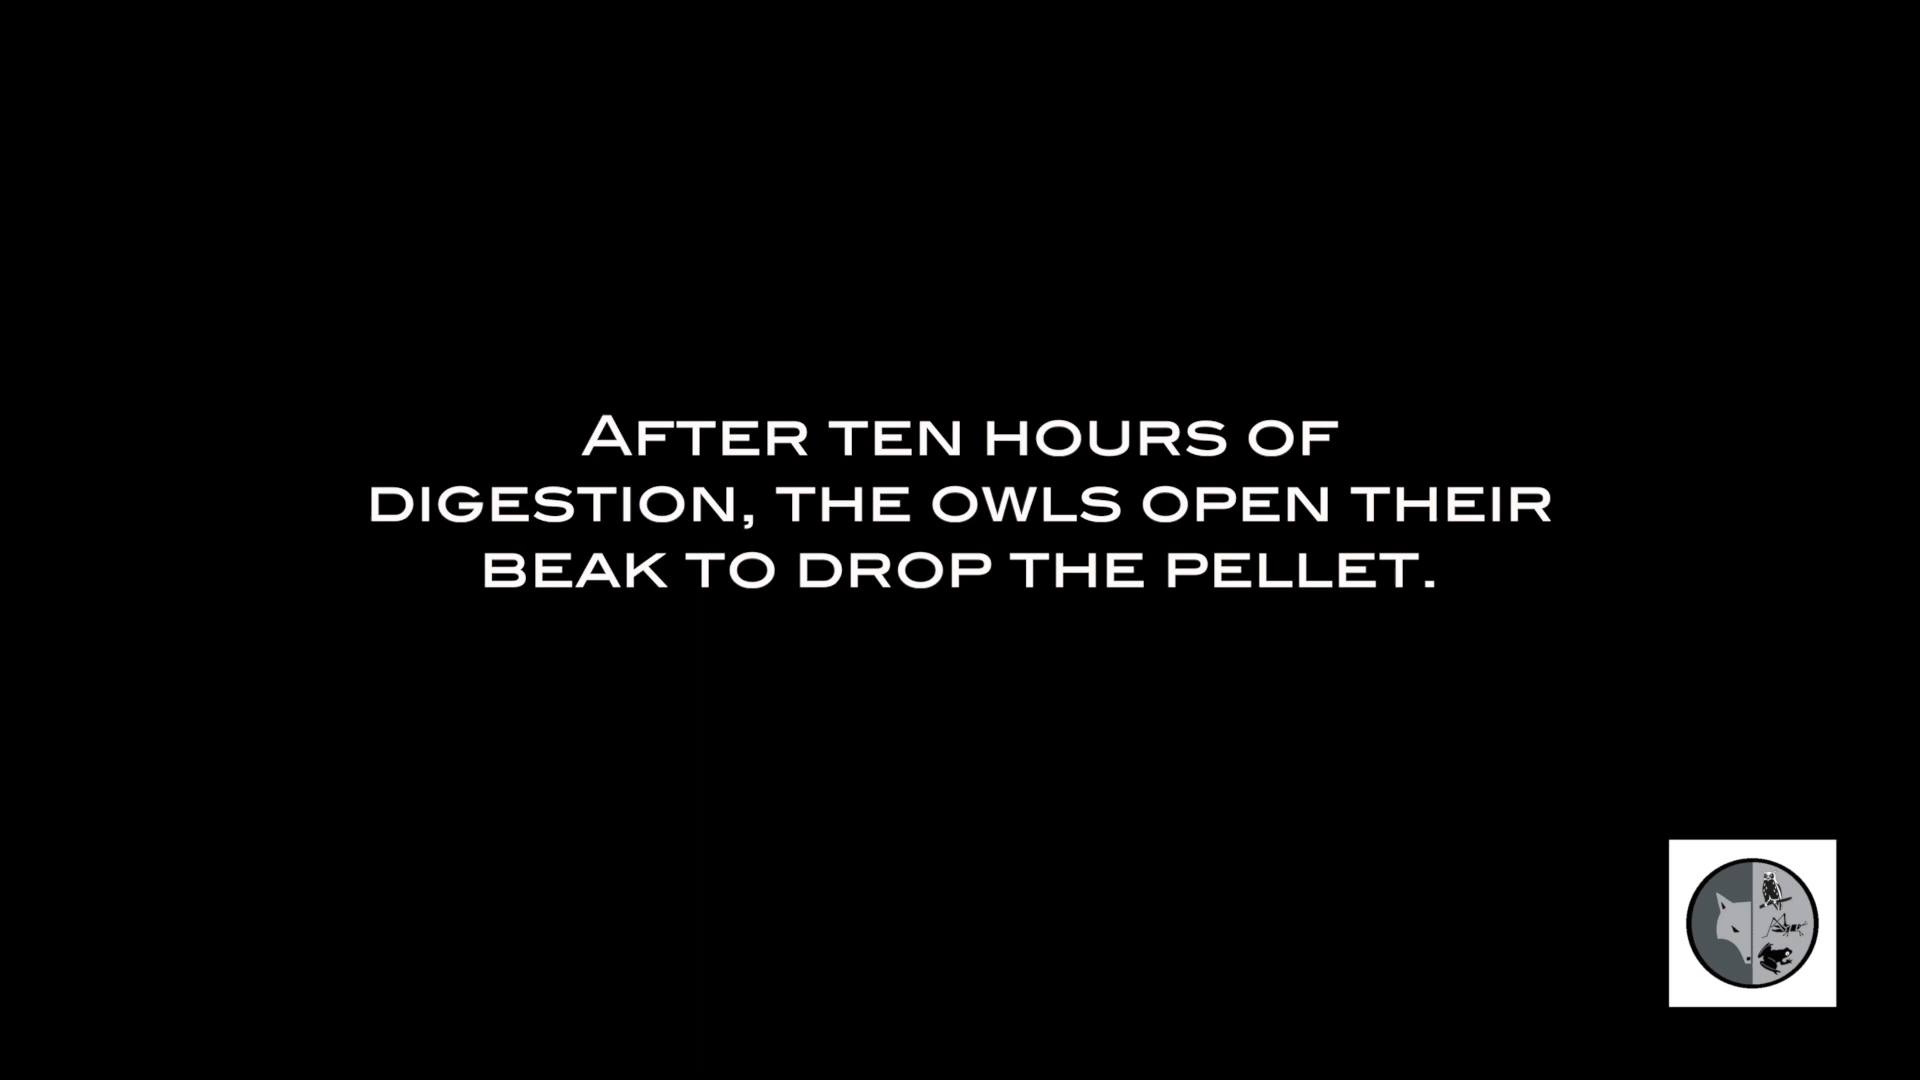 After ten hours of
digestion, the owls open their
beak to drop the pellet.